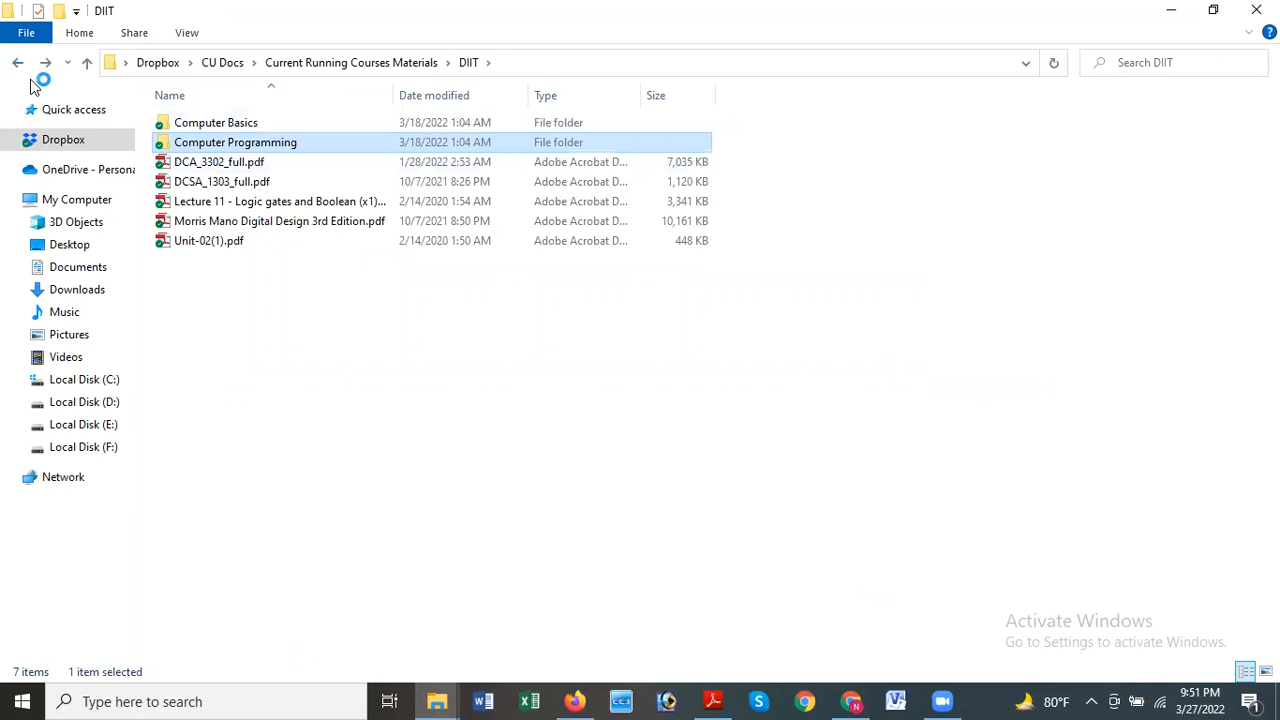 DIIT
File Home Share View
Dropbox CU Docs Current Running Courses Materials DIIT Search DIIT
Name Date modified Type Size
Quick access
Dropbox
OneDrive - Persona
My Computer
3D Objects
Desktop
Documents
Downloads
Music
Pictures
Videos
Local Disk (C:)
Local Disk (D:)
Local Disk (E:)
Local Disk (F:)
Network
Computer Basics 3/18/2022 1:04 AM File folder
Computer Programming 3/18/2022 1:04 AM File folder
DCA_3302_full.pdf 1/28/2022 2:53 AM Adobe Acrobat D... 7,035 KB
DCSA_1303_full.pdf 10/7/2021 8:26 PM Adobe Acrobat D... 1,120 KB
Lecture 11 - Logic gates and Boolean (x1)... 2/14/2020 1:54 AM Adobe Acrobat D... 3,341 KB
Morris Mano Digital Design 3rd Edition.pdf 10/7/2021 8:50 PM Adobe Acrobat D... 10,161 KB
Unit-02(1).pdf 2/14/2020 1:50 AM Adobe Acrobat D... 448 KB
Activate Windows
Go to Settings to activate Windows.
7 items 1 item selected
Type here to search
80°F
9:51 PM
3/27/2022